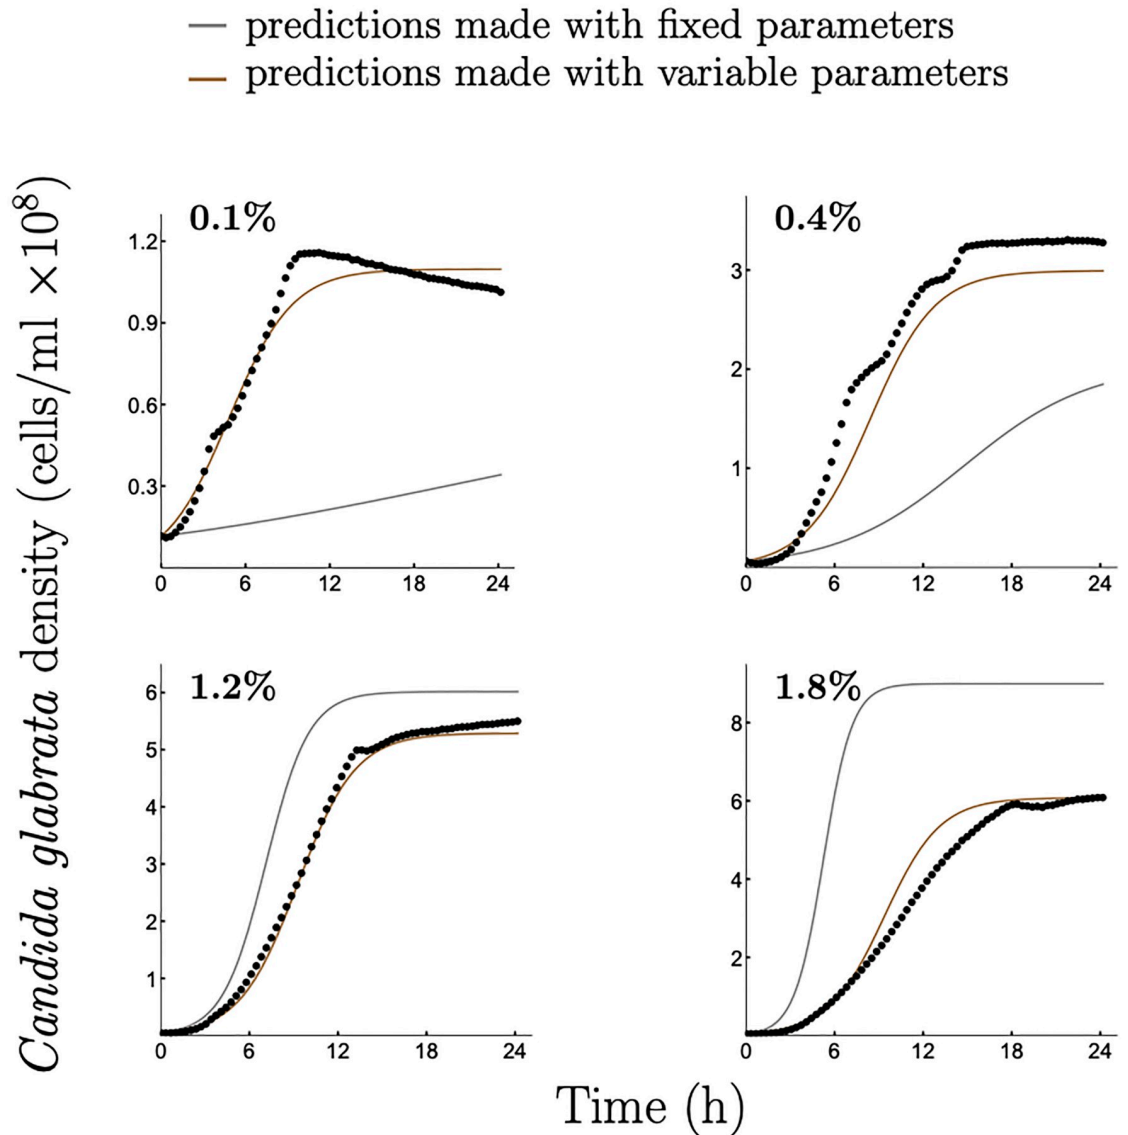 predictions made with fixed parameters
predictions made with variable parameters
Candida glabrata density (cells/ml ×10⁸)
0.1%
1.2
0.9
0.6
0.3
0 6 12 18 24
0.4%
3
2
1
0 6 12 18 24
1.2%
6
5
4
3
2
1
0 6 12 18 24
1.8%
8
6
4
2
0 6 12 18 24
Time (h)